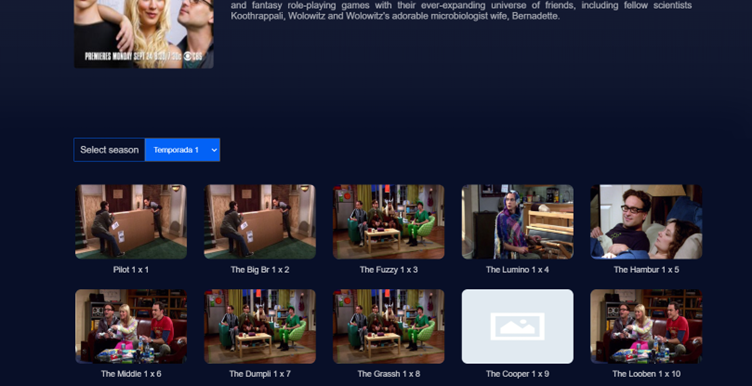 and fantasy role-playing games with their ever-expanding universe of friends, including fellow scientists
Koothrappali, Wolowitz and Wolowitz's adorable microbiologist wife, Bernadette.
PREMIERES MONDAY SEPT 24
CBS
Select season
Temporada 1
Pilot 1 x 1
The Big Br 1 x 2
The Fuzzy 1 x 3
The Lumino 1 x 4
The Hambur 1 x 5
The Middle 1 x 6
The Dumpli 1 x 7
The Grassh 1 x 8
The Cooper 1 x 9
The Looben 1 x 10